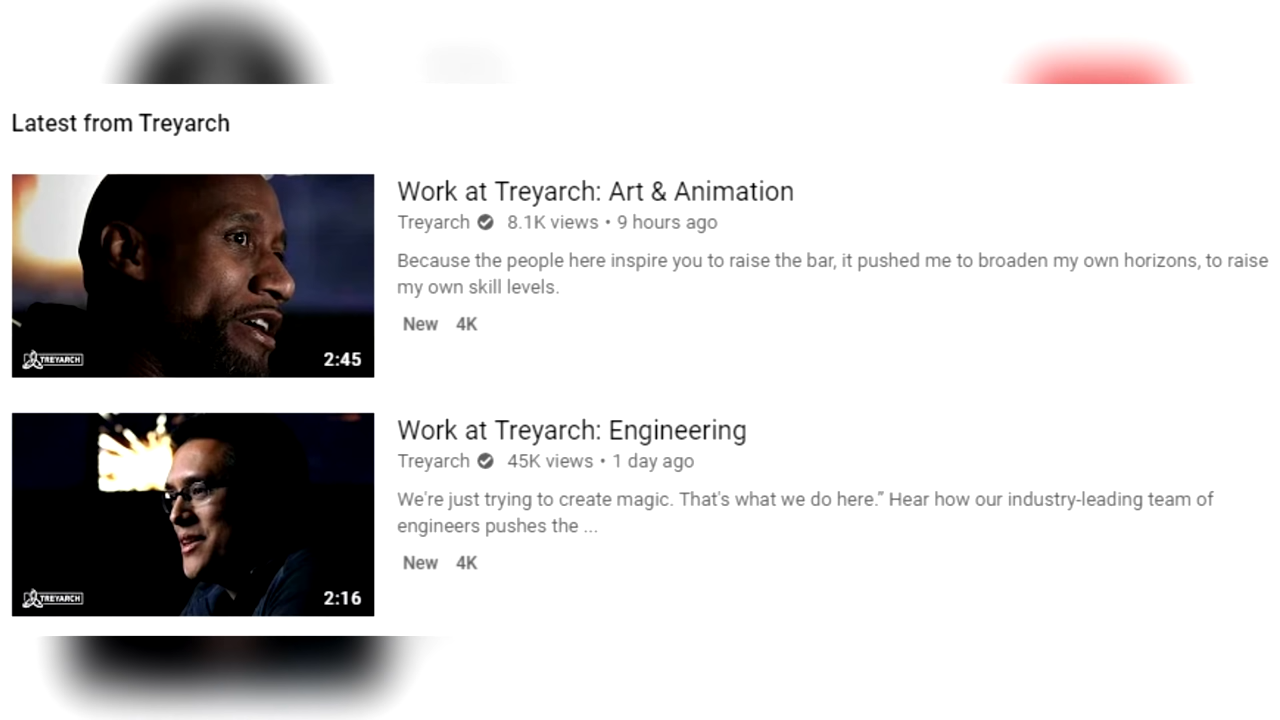 Latest from Treyarch
TREYARCH
2:45
Work at Treyarch: Art & Animation
Treyarch 8.1K views • 9 hours ago
Because the people here inspire you to raise the bar, it pushed me to broaden my own horizons, to raise
my own skill levels.
New 4K
TREYARCH
2:16
Work at Treyarch: Engineering
Treyarch 45K views • 1 day ago
We're just trying to create magic. That's what we do here.” Hear how our industry-leading team of
engineers pushes the ...
New 4K